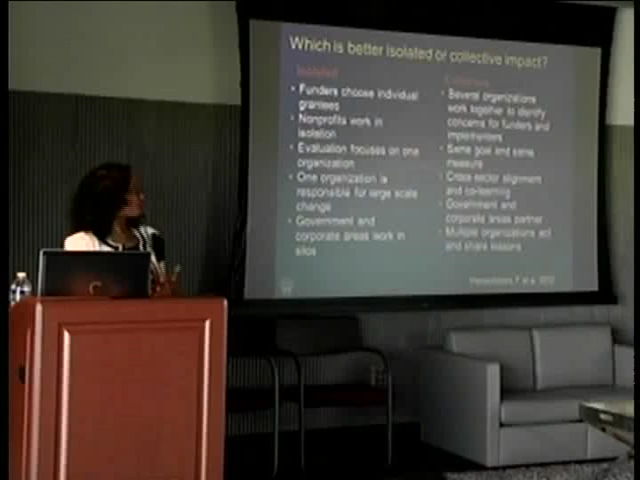 Which is better isolated or collective impact?
Isolated
• Funders choose individual
grantees
• Nonprofits work in
isolation
• Evaluation focuses on one
organization
• One organization is
responsible for large scale
change
• Government and
corporate areas work in
silos
• Several organizations
work together to identify
concerns for funders and
implementers
• Same goal and same
measure
• Cross sector alignment
and co-learning
• Government and
corporate areas partner
• Multiple organizations act
and share lessons